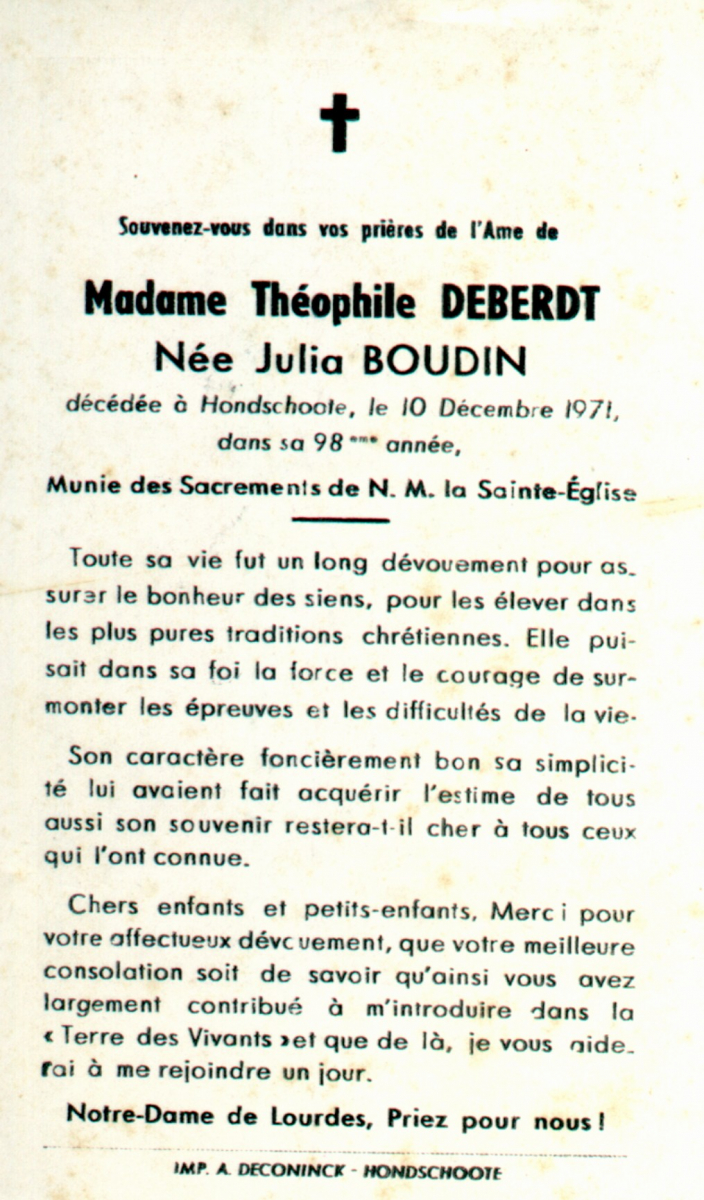 Souvenez-vous dans vos prières de l'Ame de
Madame Théophile DEBERDT
Née Julia BOUDIN
décédée à Hondschoote, le 10 Décembre 1971,
dans sa 98ème année,
Munie des Sacrements de N. M. la Sainte-Église
Toute sa vie fut un long dévouement pour as-
surer le bonheur des siens, pour les élever dans
les plus pures traditions chrétiennes. Elle pui-
sait dans sa foi la force et le courage de sur-
monter les épreuves et les difficultés de la vie.
Son caractère foncièrement bon sa simplici-
té lui avaient fait acquérir l'estime de tous
aussi son souvenir restera-t-il cher à tous ceux
qui l'ont connue.
Chers enfants et petits-enfants, Merci pour
votre affectueux dévouement, que votre meilleure
consolation soit de savoir qu'ainsi vous avez
largement contribué à m'introduire dans la
« Terre des Vivants » et que de là, je vous aide-
rai à me rejoindre un jour.
Notre-Dame de Lourdes, Priez pour nous !
IMP. A. DECONINCK - HONDSCHOOTE